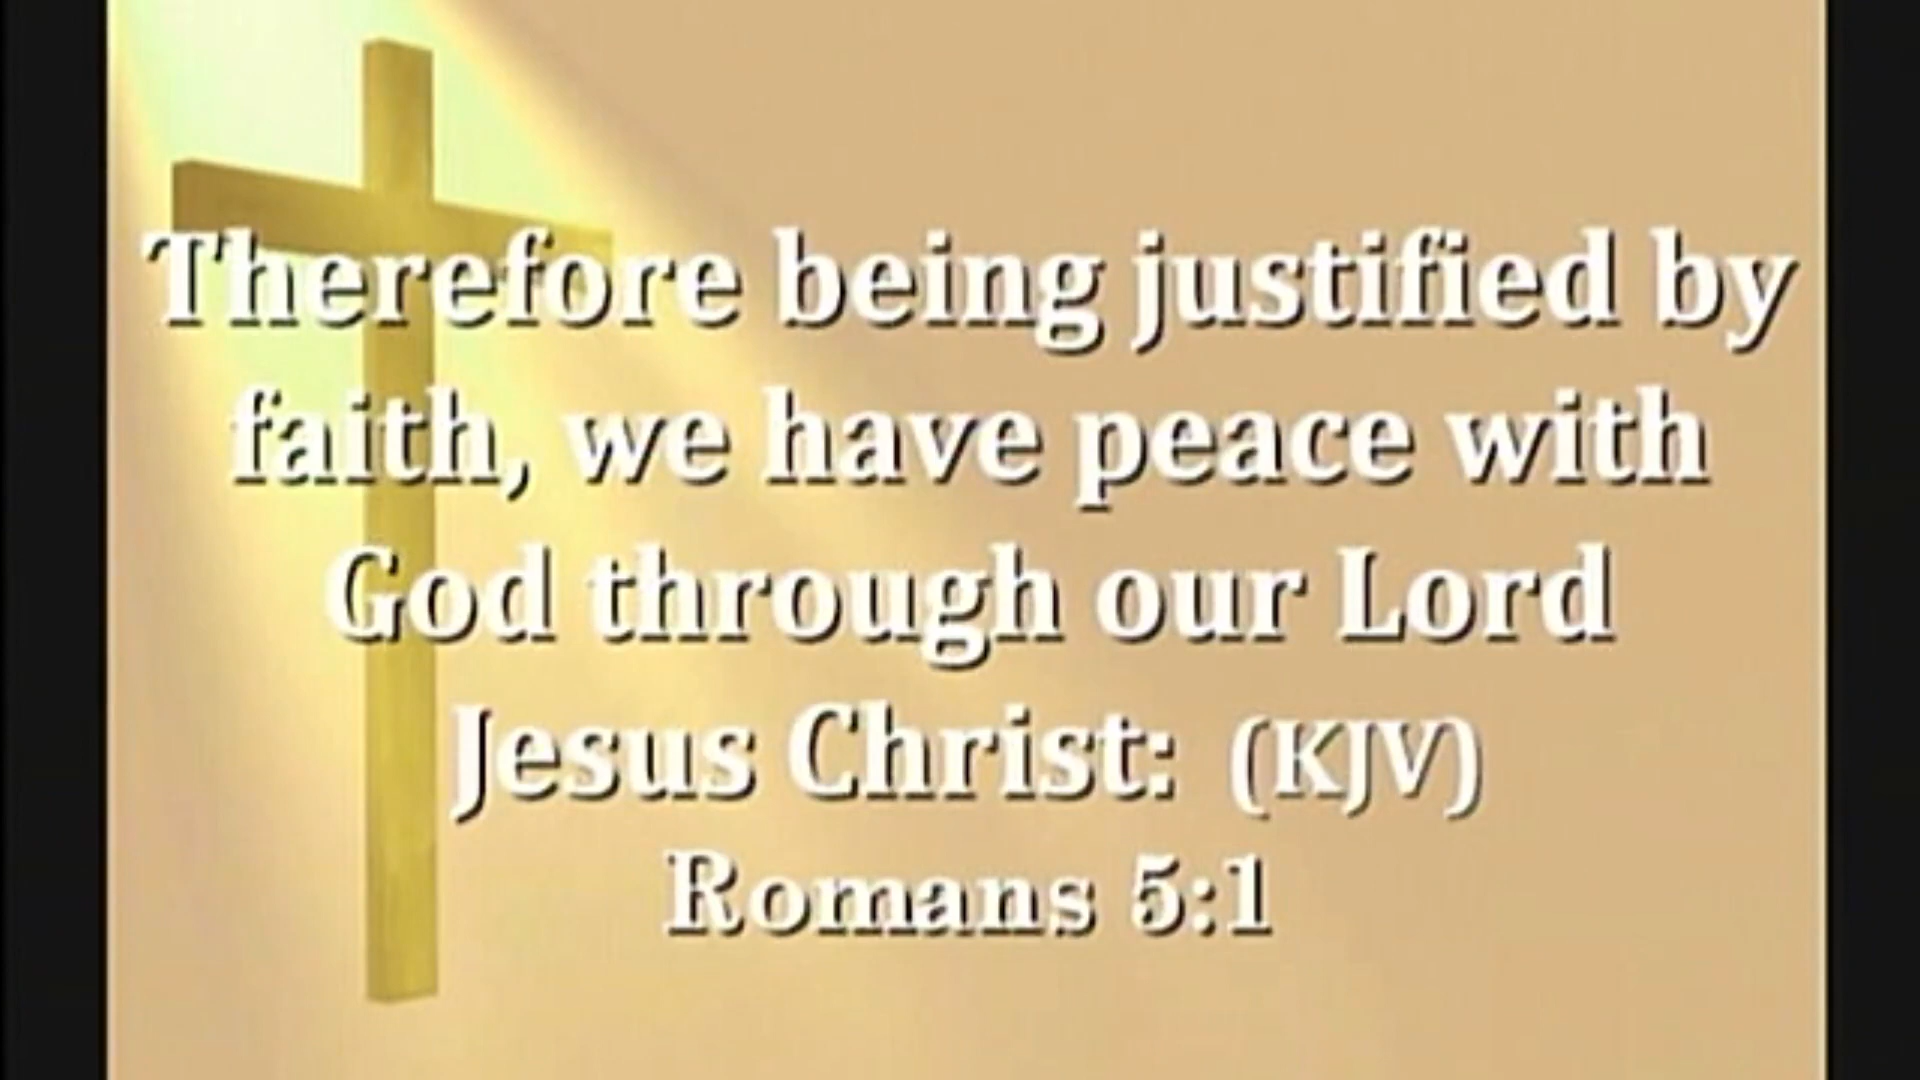 Therefore being justified by
faith, we have peace with
God through our Lord
Jesus Christ: (KJV)
Romans 5:1